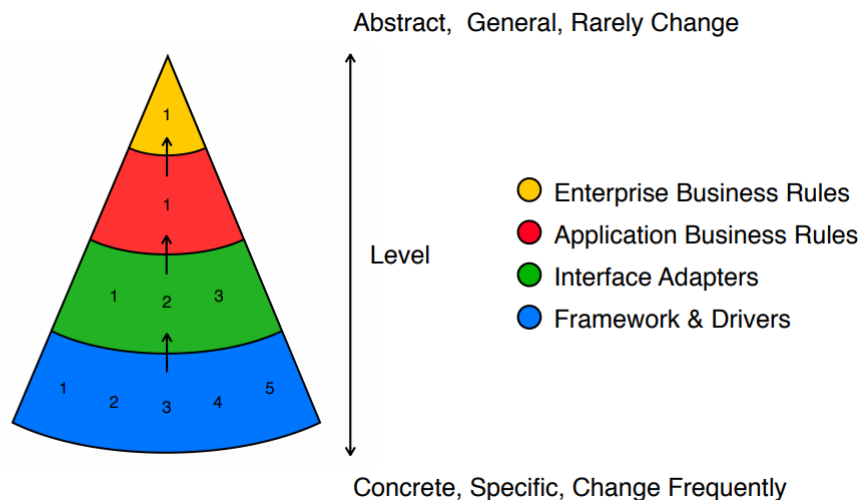 Abstract, General, Rarely Change
1
1
1 2 3
1 2 3 4 5
Level
Enterprise Business Rules
Application Business Rules
Interface Adapters
Framework & Drivers
Concrete, Specific, Change Frequently